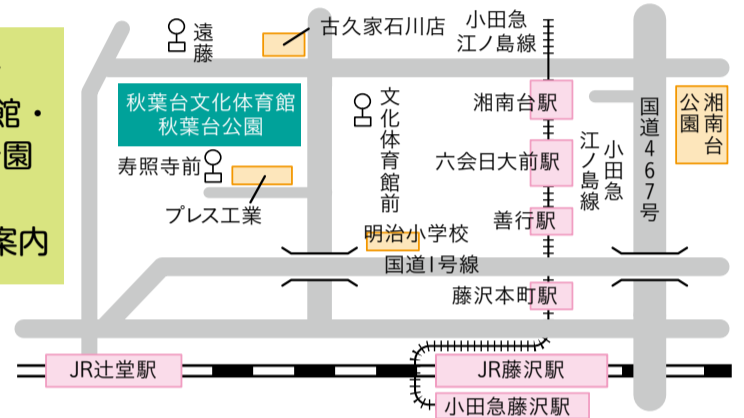 館・
園
案内
遠藤
古久家石川店
小田急
江ノ島線
秋葉台文化体育館
秋葉台公園
文化体育館前
湘南台駅
国道467号
湘南台
公園
寿照寺前
六会日大前駅
小田急
江ノ島線
プレス工業
善行駅
明治小学校
国道1号線
藤沢本町駅
JR辻堂駅
JR藤沢駅
小田急藤沢駅